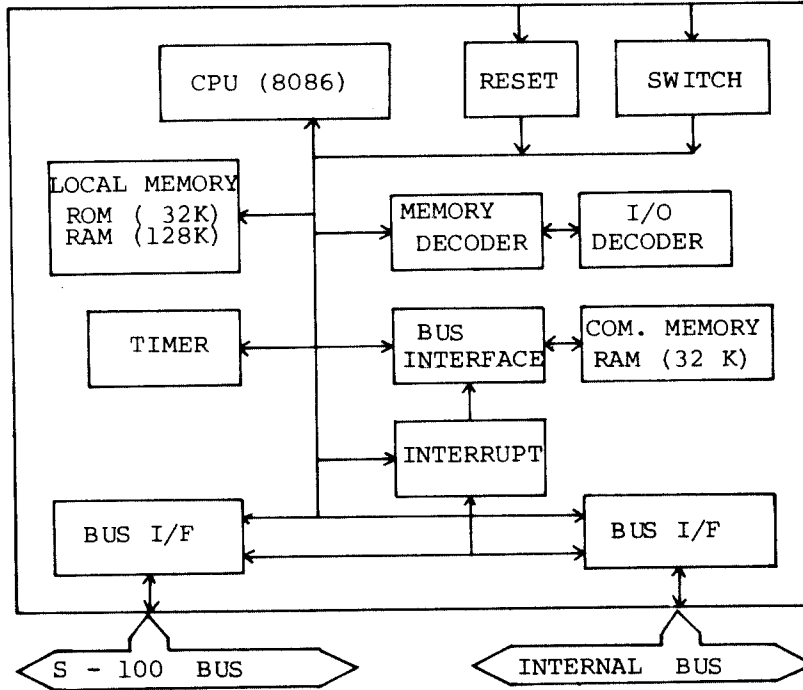 CPU (8086)
RESET
SWITCH
LOCAL MEMORY
ROM ( 32K)
RAM (128K)
MEMORY
DECODER
I/O
DECODER
TIMER
BUS
INTERFACE
COM. MEMORY
RAM (32 K)
INTERRUPT
BUS I/F
BUS I/F
S - 100 BUS
INTERNAL BUS